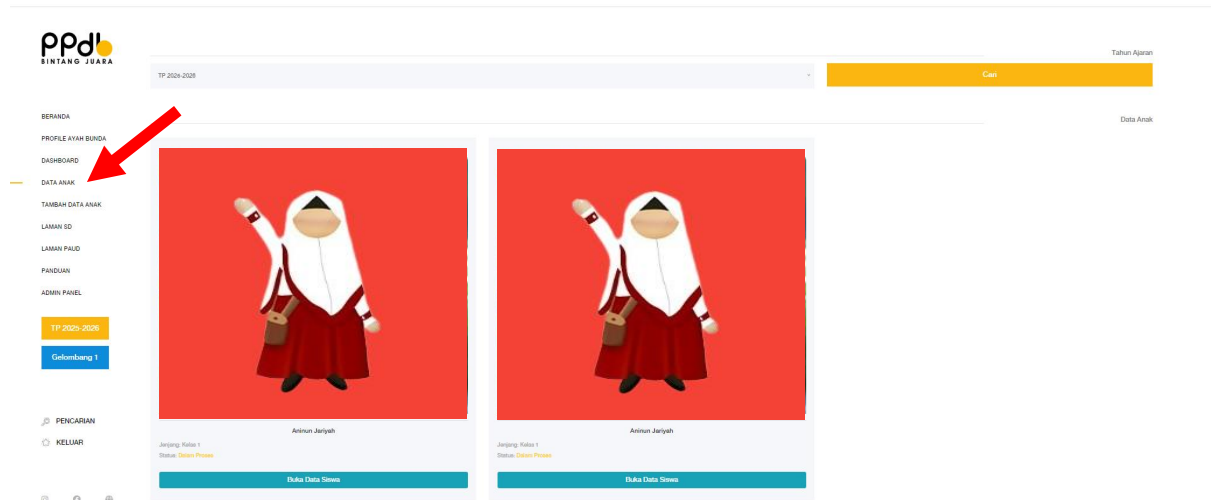 PPdb
BINTANG JUARA
BERANDA
PROFILE AYAH BUNDA
DASHBOARD
DATA ANAK
TAMBAH DATA ANAK
LAMAN SD
LAMAN PAUD
PANDUAN
ADMIN PANEL
TP 2025-2026
Gelombang 1
PENCARIAN
KELUAR
Tahun Ajaran
TP 2025-2026
Cari
Data Anak
Aninun Jariyah
Jenjang: Kelas 1
Status: Dalam Proses
Buka Data Siswa
Aninun Jariyah
Jenjang: Kelas 1
Status: Dalam Proses
Buka Data Siswa